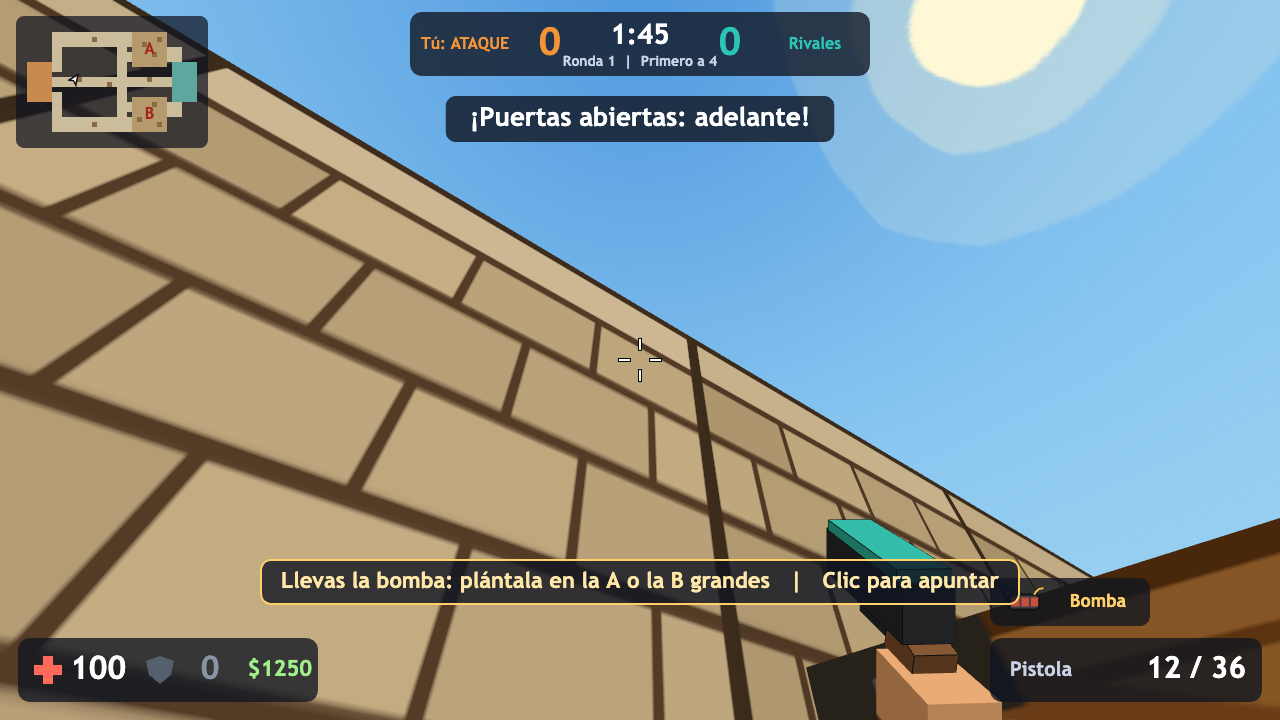 A
B
Tú: ATAQUE 0 1:45 0 Rivales
Ronda 1 | Primero a 4
¡Puertas abiertas: adelante!
Llevas la bomba: plántala en la A o la B grandes | Clic para apuntar
Bomba
100 0 $1250
Pistola 12 / 36